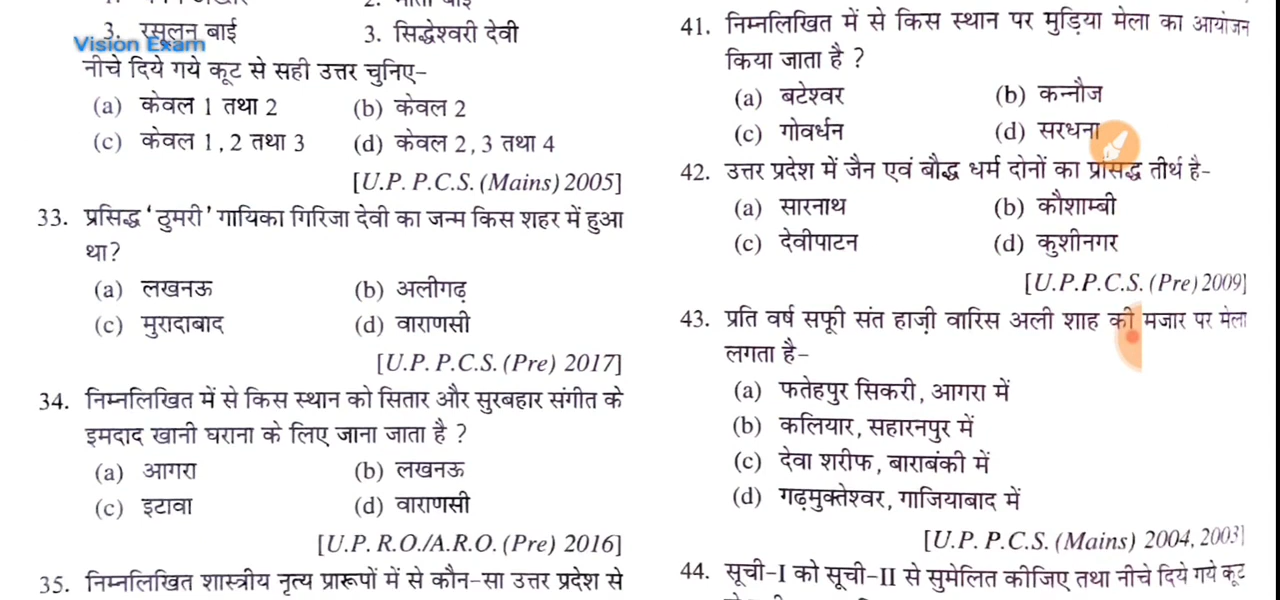 3. रसूलन बाई 3. सिद्धेश्वरी देवी
Vision Exam
नीचे दिये गये कूट से सही उत्तर चुनिए–
(a) केवल 1 तथा 2 (b) केवल 2
(c) केवल 1, 2 तथा 3 (d) केवल 2, 3 तथा 4
[U.P. P.C.S. (Mains) 2005]
33. प्रसिद्ध ‘ठुमरी’ गायिका गिरिजा देवी का जन्म किस शहर में हुआ
था?
(a) लखनऊ (b) अलीगढ़
(c) मुरादाबाद (d) वाराणसी
[U.P. P.C.S. (Pre) 2017]
34. निम्नलिखित में से किस स्थान को सितार और सुरबहार संगीत के
इमदाद खानी घराना के लिए जाना जाता है ?
(a) आगरा (b) लखनऊ
(c) इटावा (d) वाराणसी
[U.P. R.O./A.R.O. (Pre) 2016]
35. निम्नलिखित शास्त्रीय नृत्य प्रारूपों में से कौन-सा उत्तर प्रदेश से
41. निम्नलिखित में से किस स्थान पर मुड़िया मेला का आयोजन
किया जाता है ?
(a) बटेश्वर (b) कन्नौज
(c) गोवर्धन (d) सरधना
42. उत्तर प्रदेश में जैन एवं बौद्ध धर्म दोनों का प्रसिद्ध तीर्थ है–
(a) सारनाथ (b) कौशाम्बी
(c) देवीपाटन (d) कुशीनगर
[U.P.P.C.S. (Pre) 2009]
43. प्रति वर्ष सफूी संत हाज़ी वारिस अली शाह की मजार पर मेला
लगता है–
(a) फतेहपुर सिकरी, आगरा में
(b) कलियार, सहारनपुर में
(c) देवा शरीफ, बाराबंकी में
(d) गढ़मुक्तेश्वर, गाजियाबाद में
[U.P. P.C.S. (Mains) 2004, 2003]
44. सूची-I को सूची-II से सुमेलित कीजिए तथा नीचे दिये गये कूट